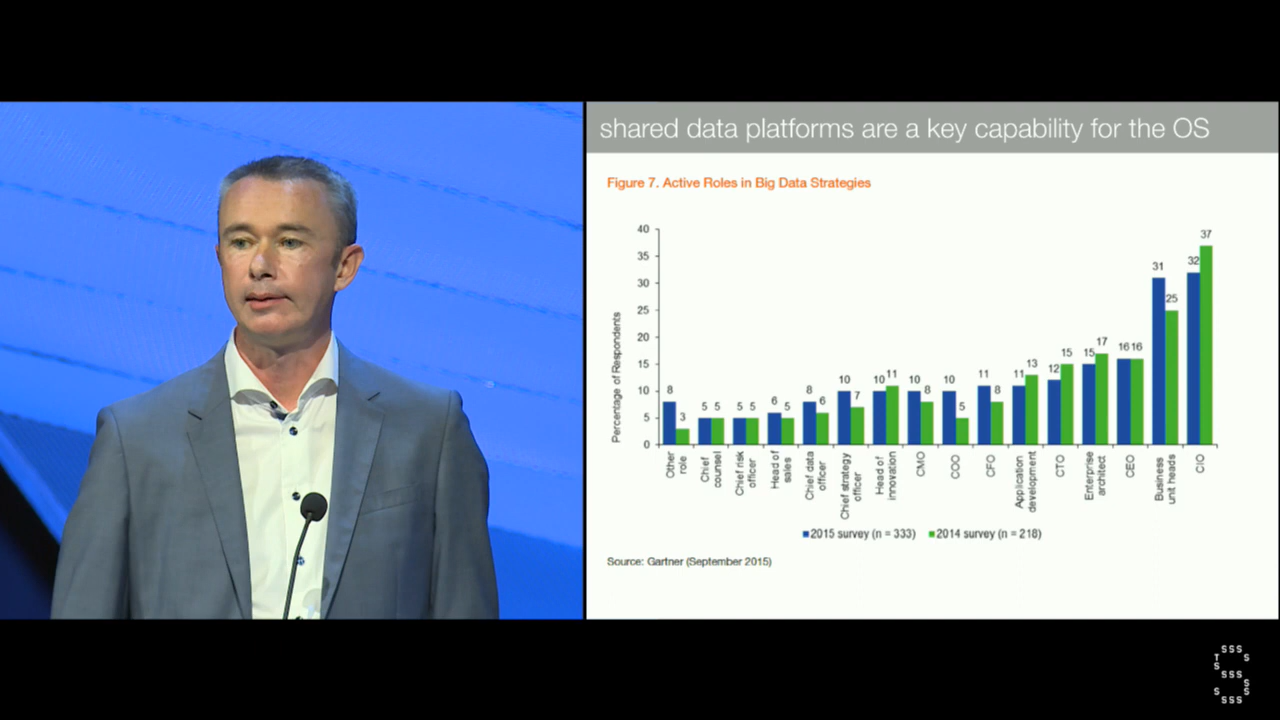 shared data platforms are a key capability for the OS
Figure 7. Active Roles in Big Data Strategies
Percentage of Respondents
40
35
30
25
20
15
10
5
0
8
3
5
5
5
5
6
5
8
6
10
7
10
11
10
8
10
5
11
8
11
13
12
15
15
17
16
16
31
25
32
37
Other
role
Chief
counsel
Chief risk
officer
Head of
sales
Chief data
officer
Chief strategy
officer
Head of
innovation
CMO
COO
CFO
Application
development
CTO
Enterprise
architect
CEO
Business
unit heads
CIO
2015 survey (n = 333)
2014 survey (n = 218)
Source: Gartner (September 2015)
SSS
T S
S
SSS
S
S S
SSS